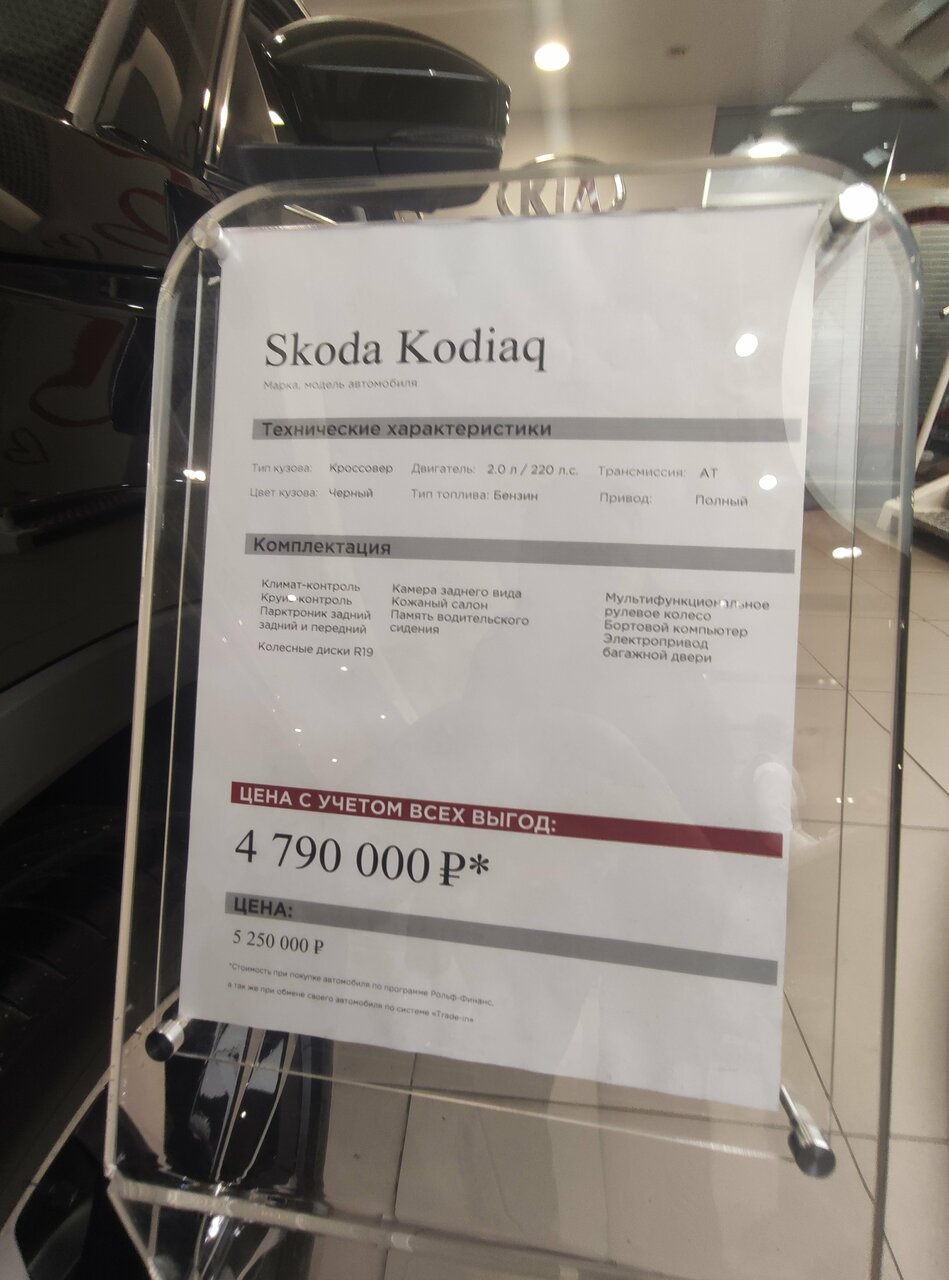 KIA
Skoda Kodiaq
Марка, модель автомобиля
Технические характеристики
Тип кузова: Кроссовер Двигатель: 2.0 л / 220 л.с. Трансмиссия: АТ
Цвет кузова: Черный Тип топлива: Бензин Привод: Полный
Комплектация
Климат-контроль
Круиз-контроль
Парктроник задний
задний и передний
Колесные диски R19
Камера заднего вида
Кожаный салон
Память водительского
сидения
Мультифункциональное
рулевое колесо
Бортовой компьютер
Электропривод
багажной двери
ЦЕНА С УЧЕТОМ ВСЕХ ВЫГОД:
4 790 000 ₽*
ЦЕНА:
5 250 000 ₽
*Стоимость при покупке автомобиля по программе Рольф-Финанс,
а так же при обмене своего автомобиля по системе «Trade-in»